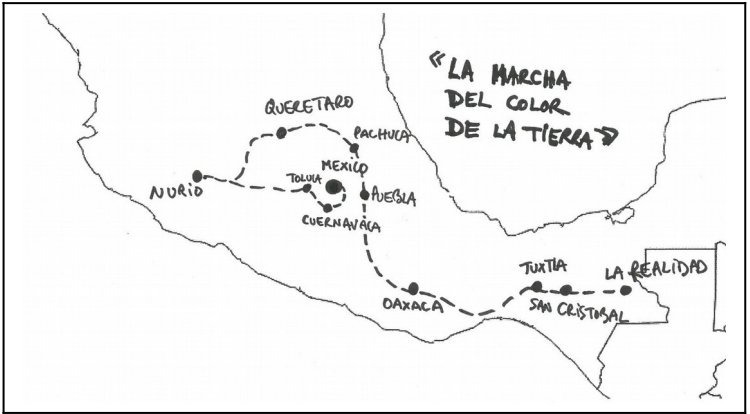 « LA MARCHA
DEL COLOR
DE LA TIERRA »
QUERETARO
PACHUCA
MEXICO
TOLUCA
NURIO
PUEBLA
CUERNAVACA
TUXTLA
LA REALIDAD
OAXACA
SAN CRISTOBAL